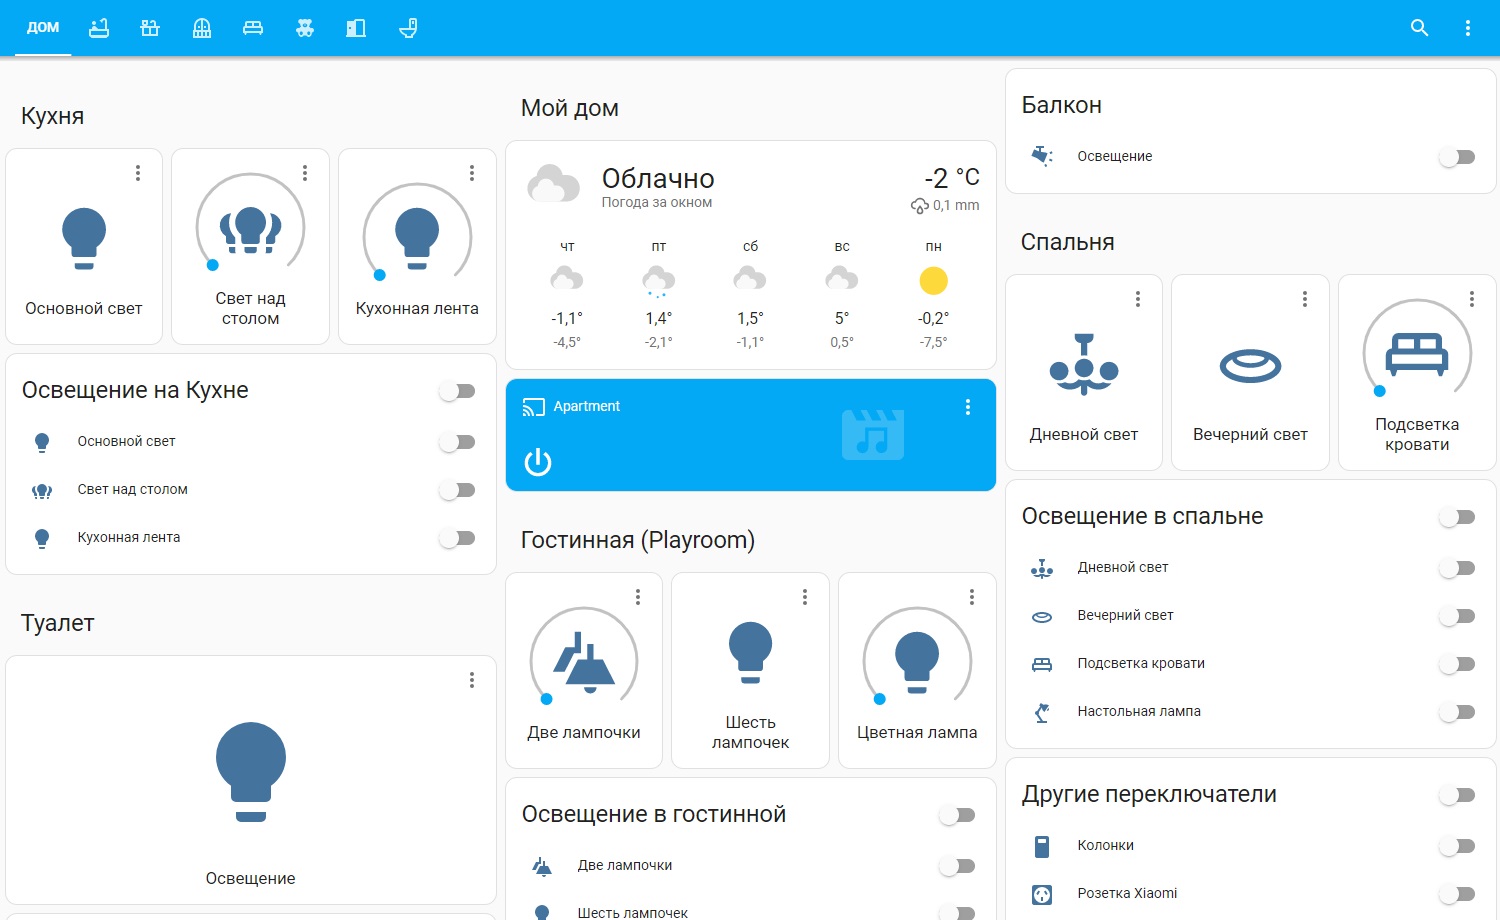 ДОМ
Кухня
Основной свет
Свет над
столом
Кухонная лента
Освещение на Кухне
Основной свет
Свет над столом
Кухонная лента
Туалет
Освещение
Мой дом
Облачно
Погода за окном
-2 °C
0,1 mm
чт пт сб вс пн
-1,1° 1,4° 1,5° 5° -0,2°
-4,5° -2,1° -1,1° 0,5° -7,5°
Apartment
Гостинная (Playroom)
Две лампочки
Шесть
лампочек
Цветная лампа
Освещение в гостинной
Две лампочки
Шесть лампочек
Балкон
Освещение
Спальня
Дневной свет
Вечерний свет
Подсветка
кровати
Освещение в спальне
Дневной свет
Вечерний свет
Подсветка кровати
Настольная лампа
Другие переключатели
Колонки
Розетка Xiaomi